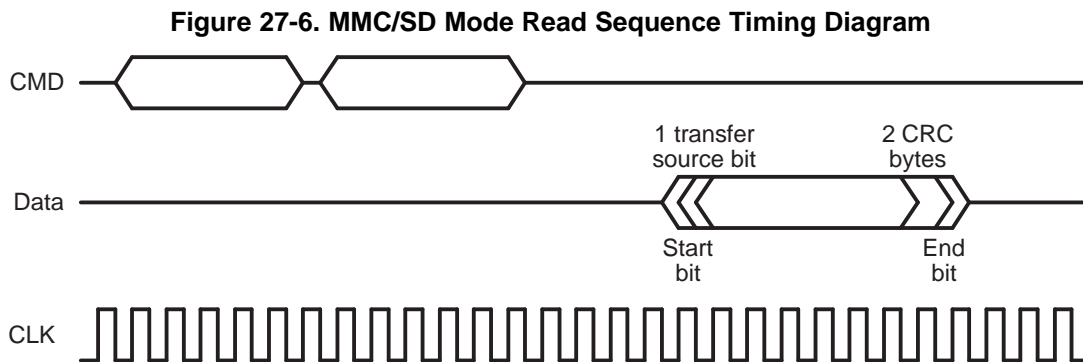 Figure 27-6. MMC/SD Mode Read Sequence Timing Diagram
CMD
1 transfer
source bit
2 CRC
bytes
Data
Start
bit
End
bit
CLK